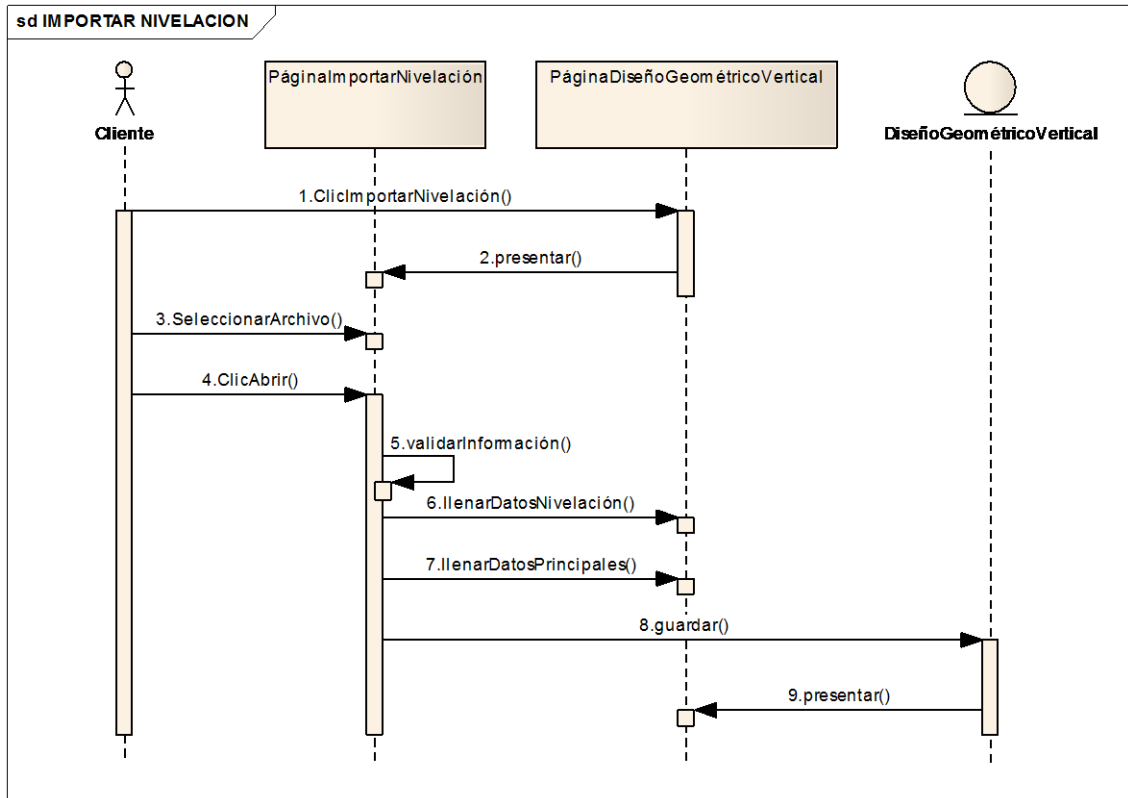 sd IMPORTAR NIVELACION
PáginaImportarNivelación
PáginaDiseñoGeométricoVertical
Cliente
DiseñoGeométricoVertical
1.ClicImportarNivelación()
2.presentar()
3.SeleccionarArchivo()
4.ClicAbrir()
5.validarInformación()
6.llenarDatosNivelación()
7.llenarDatosPrincipales()
8.guardar()
9.presentar()